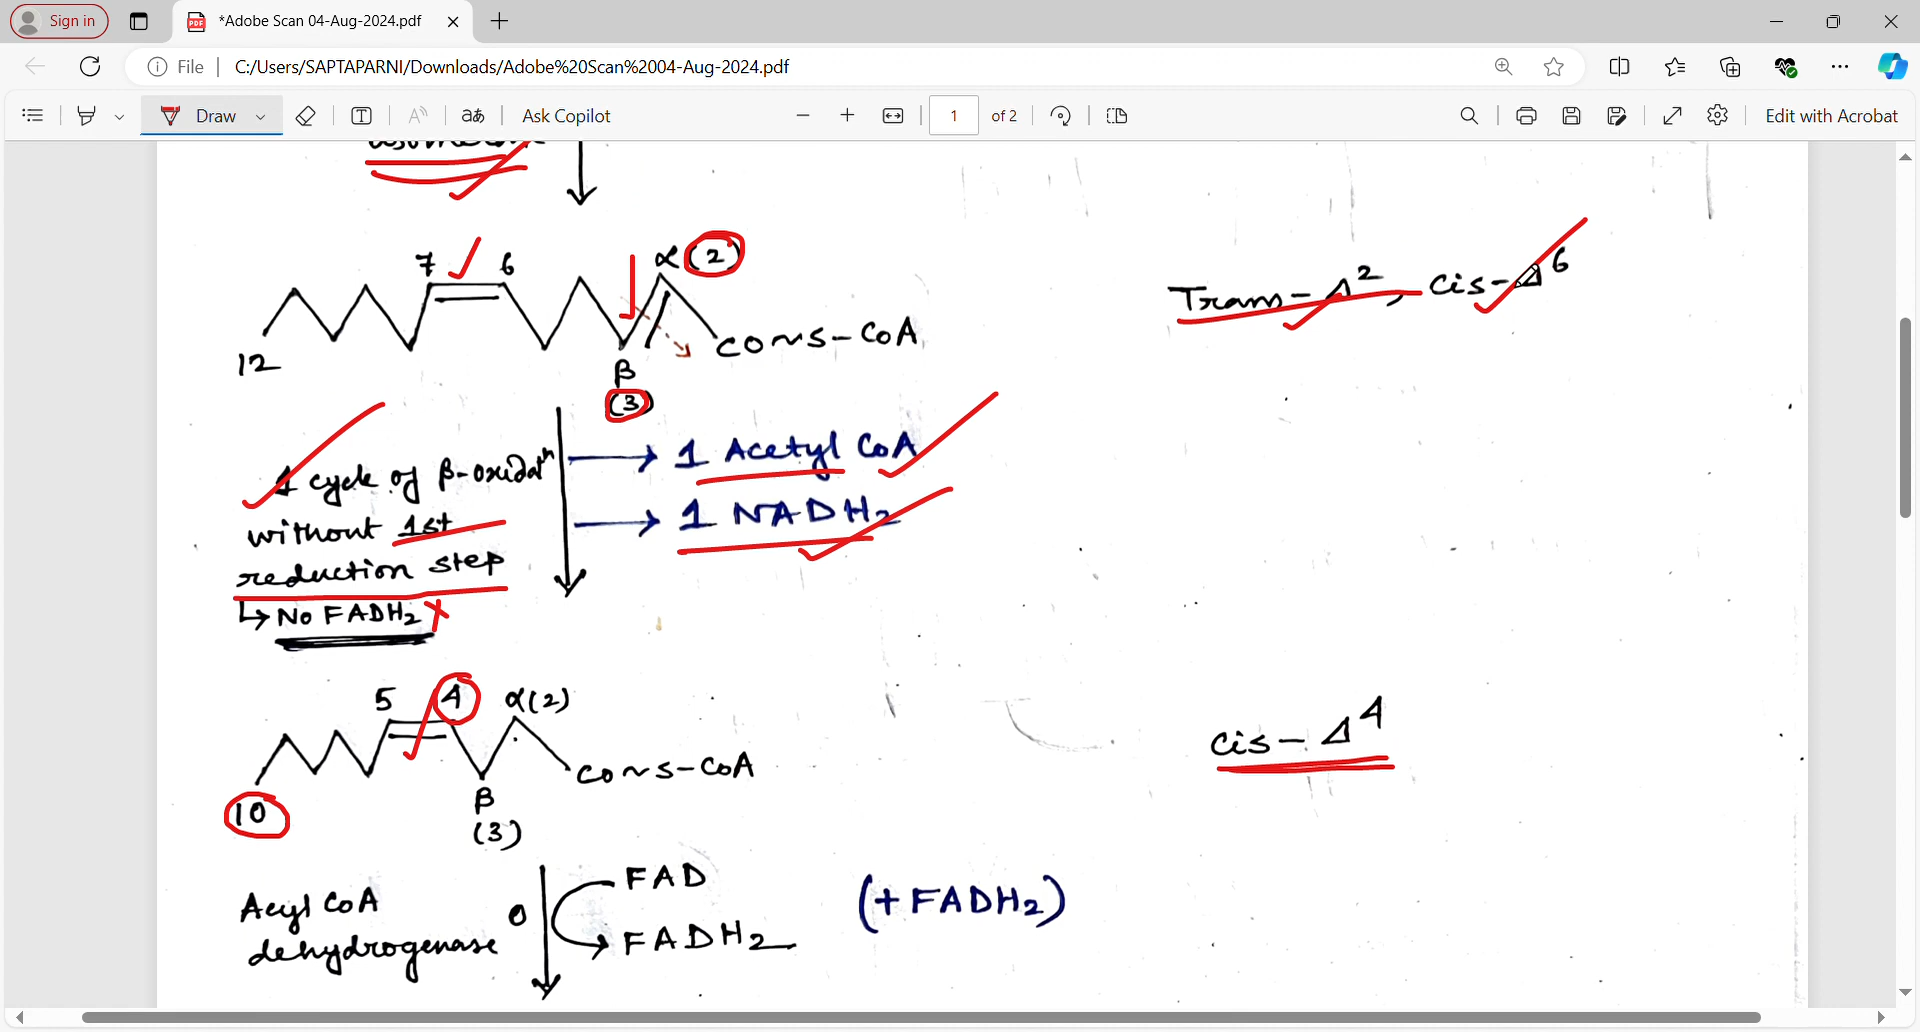 Sign in
*Adobe Scan 04-Aug-2024.pdf
File
C:/Users/SAPTAPARNI/Downloads/Adobe%20Scan%2004-Aug-2024.pdf
Draw
Ask Copilot
1
of 2
Edit with Acrobat
7 6 α (2)
Trans-Δ², Cis-Δ⁶
CO~S-CoA
12
β
(3)
1 cycle of β-oxidatⁿ
without 1st
reduction step
↳ No FADH₂
→ 1 Acetyl CoA
→ 1 NADH₂
5 4 α(2)
Cis-Δ⁴
CO~S-CoA
10
β
(3)
Acyl CoA
dehydrogenase
FAD
FADH₂
(+FADH₂)